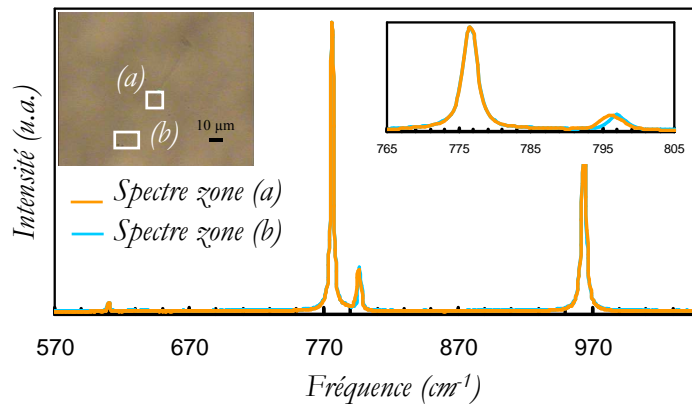 Intensité (u.a.)
(a)
(b)
10 μm
Spectre zone (a)
Spectre zone (b)
765 775 785 795 805
570 670 770 870 970
Fréquence (cm-1)